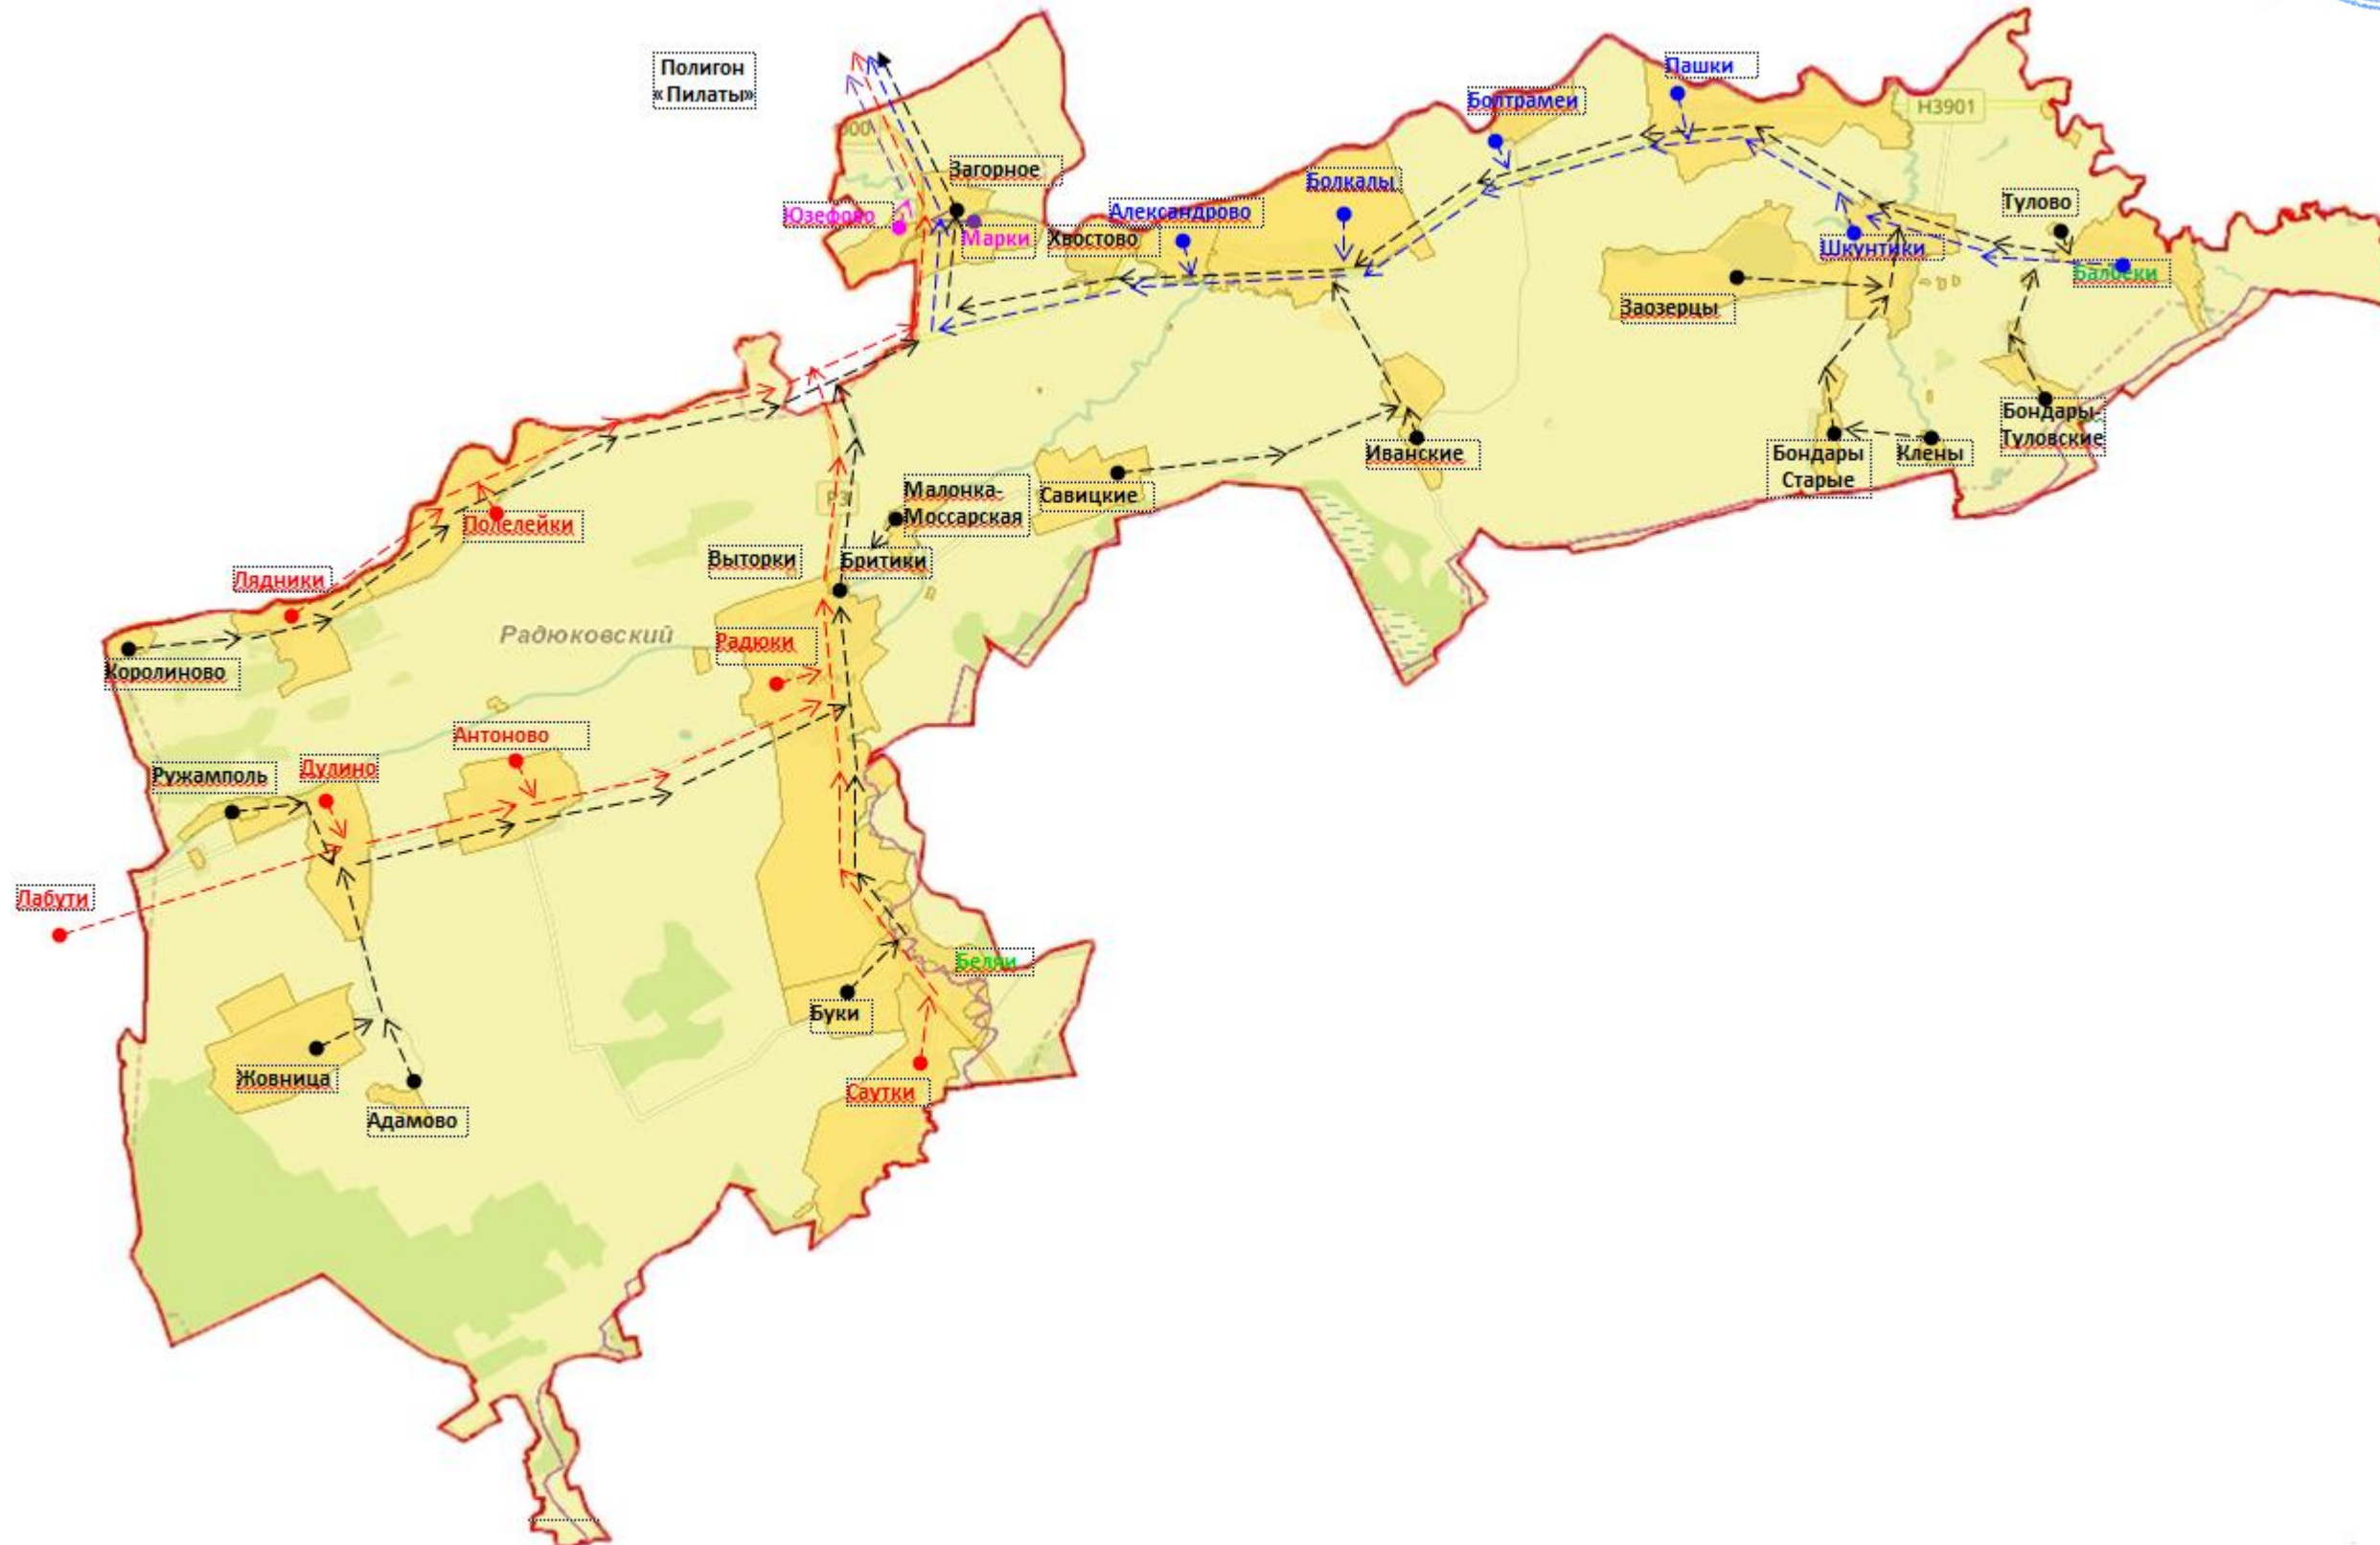 Полигон
«Пилаты»
Пашки
Болтрамеи
Н3901
Загорное
Болкалы
Юзефово
Марки
Хвостово
Александрово
Тулово
Шкунтики
Балбеки
Заозерцы
Бондары-
Туловские
Иванские
Бондары
Старые
Клены
Савицкие
Малонка-
Моссарская
Р3
Полелейки
Выторки
Бритики
Лядники
Радюковский
Радюки
Королиново
Антоново
Ружамполь
Дулино
Лабути
Беляи
Буки
Жовница
Саутки
Адамово